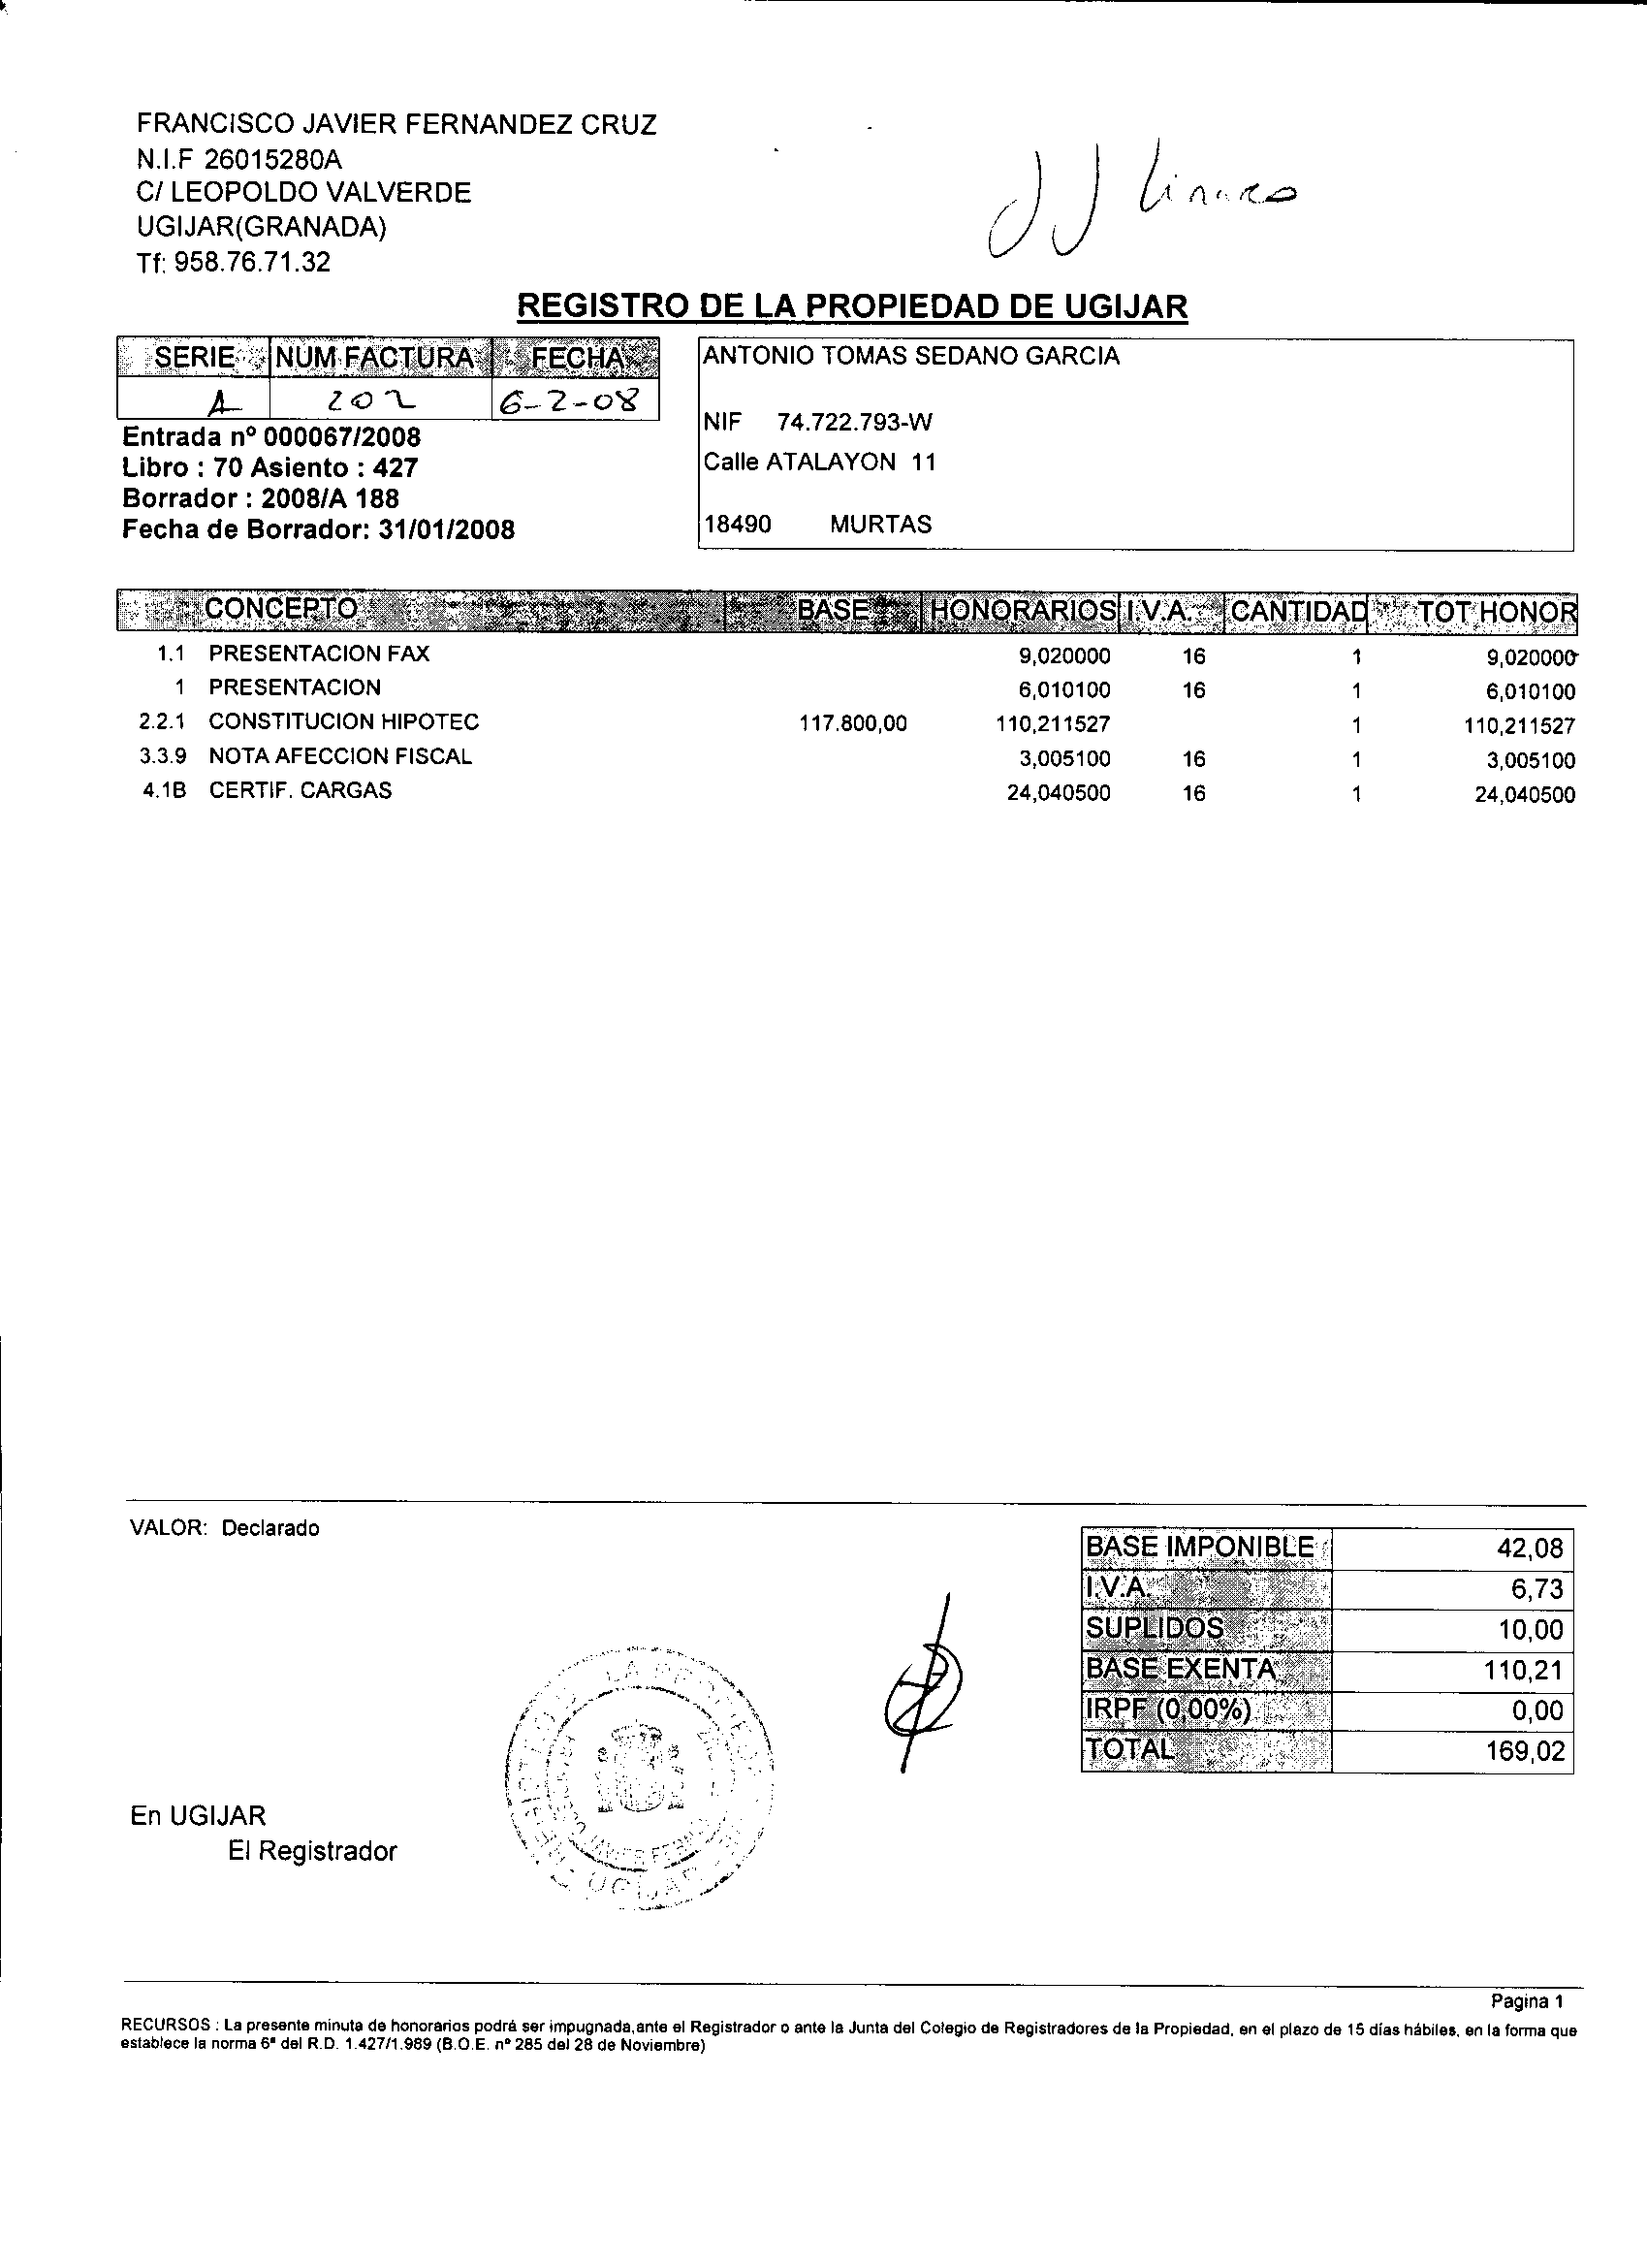 FRANCISCO JAVIER FERNANDEZ CRUZ
N.I.F 26015280A
C/ LEOPOLDO VALVERDE
UGIJAR(GRANADA)
Tf: 958.76.71.32
JJ Linares
REGISTRO DE LA PROPIEDAD DE UGIJAR
SERIE NUM FACTURA FECHA
A 202 6-2-08
Entrada nº 000067/2008
Libro : 70 Asiento : 427
Borrador : 2008/A 188
Fecha de Borrador: 31/01/2008
ANTONIO TOMAS SEDANO GARCIA
NIF 74.722.793-W
Calle ATALAYON 11
18490 MURTAS
CONCEPTO BASE HONORARIOS I.V.A. CANTIDAD TOT HONOR
1.1 PRESENTACION FAX 9,020000 16 1 9,020000
1 PRESENTACION 6,010100 16 1 6,010100
2.2.1 CONSTITUCION HIPOTEC 117.800,00 110,211527 1 110,211527
3.3.9 NOTA AFECCION FISCAL 3,005100 16 1 3,005100
4.1B CERTIF. CARGAS 24,040500 16 1 24,040500
VALOR: Declarado
BASE IMPONIBLE 42,08
I.V.A. 6,73
SUPLIDOS 10,00
BASE EXENTA 110,21
IRPF (0,00%) 0,00
TOTAL 169,02
LA PROPIEDAD
UGIJAR
En UGIJAR
El Registrador
Pagina 1
RECURSOS : La presente minuta de honorarios podrá ser impugnada,ante el Registrador o ante la Junta del Colegio de Registradores de la Propiedad, en el plazo de 15 días hábiles, en la forma que
establece la norma 6ª del R.D. 1.427/1.989 (B.O.E. nº 285 del 28 de Noviembre)